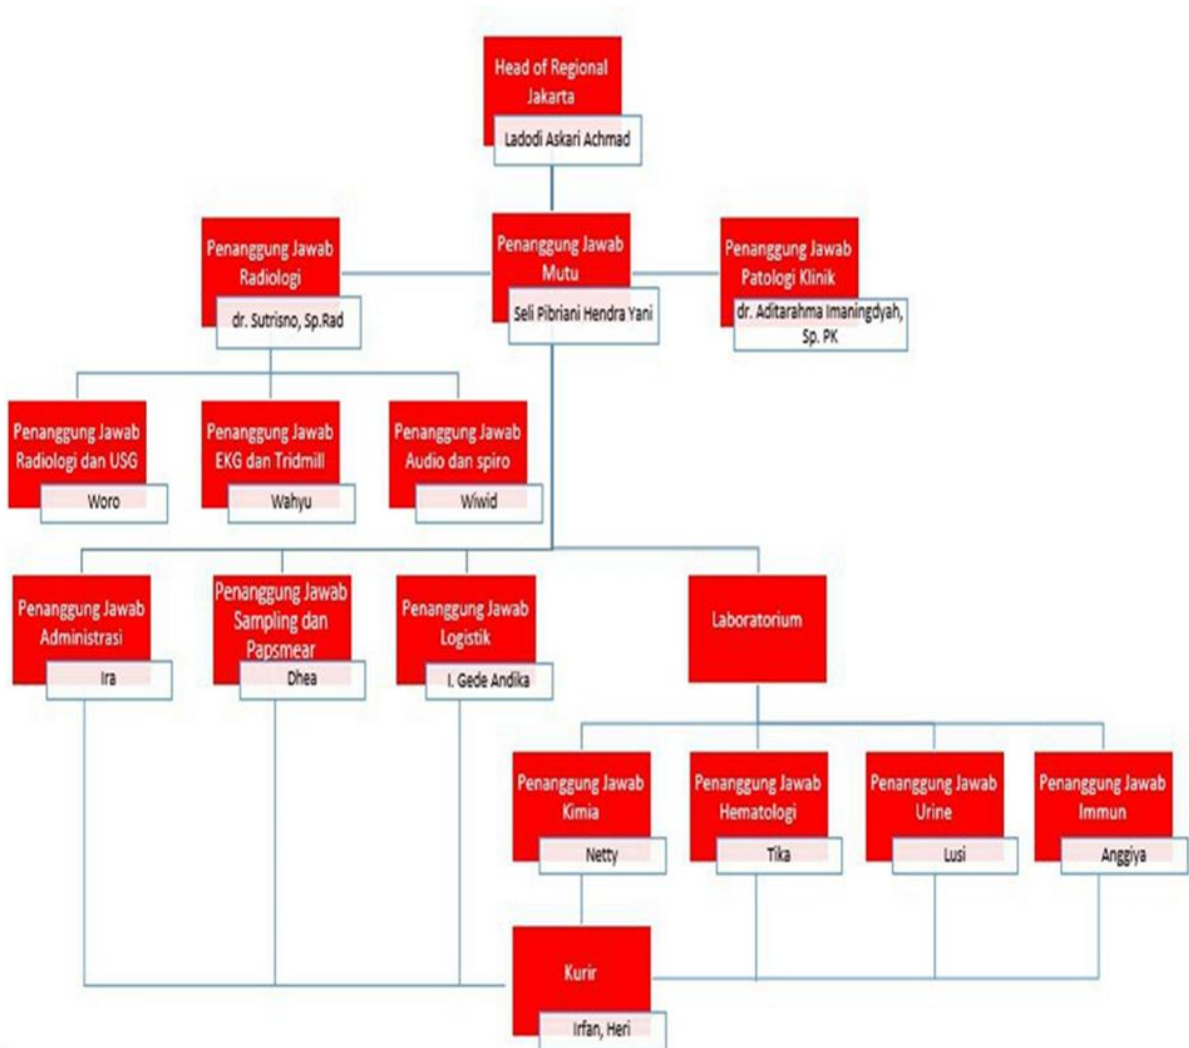 Head of Regional
Jakarta
Ladodi Askari Achmad
Penanggung Jawab
Radiologi
dr. Sutrisno, Sp.Rad
Penanggung Jawab
Mutu
Seli Pibriani Hendra Yani
Penanggung Jawab
Patologi Klinik
dr. Aditarahma Imaningdyah,
Sp. PK
Penanggung Jawab
Radiologi dan USG
Woro
Penanggung Jawab
EKG dan Tridmill
Wahyu
Penanggung Jawab
Audio dan spiro
Wiwid
Penanggung Jawab
Administrasi
Ira
Penanggung Jawab
Sampling dan
Papsmear
Dhea
Penanggung Jawab
Logistik
I. Gede Andika
Laboratorium
Penanggung Jawab
Kimia
Netty
Penanggung Jawab
Hematologi
Tika
Penanggung Jawab
Urine
Lusi
Penanggung Jawab
Immun
Anggiya
Kurir
Irfan, Heri